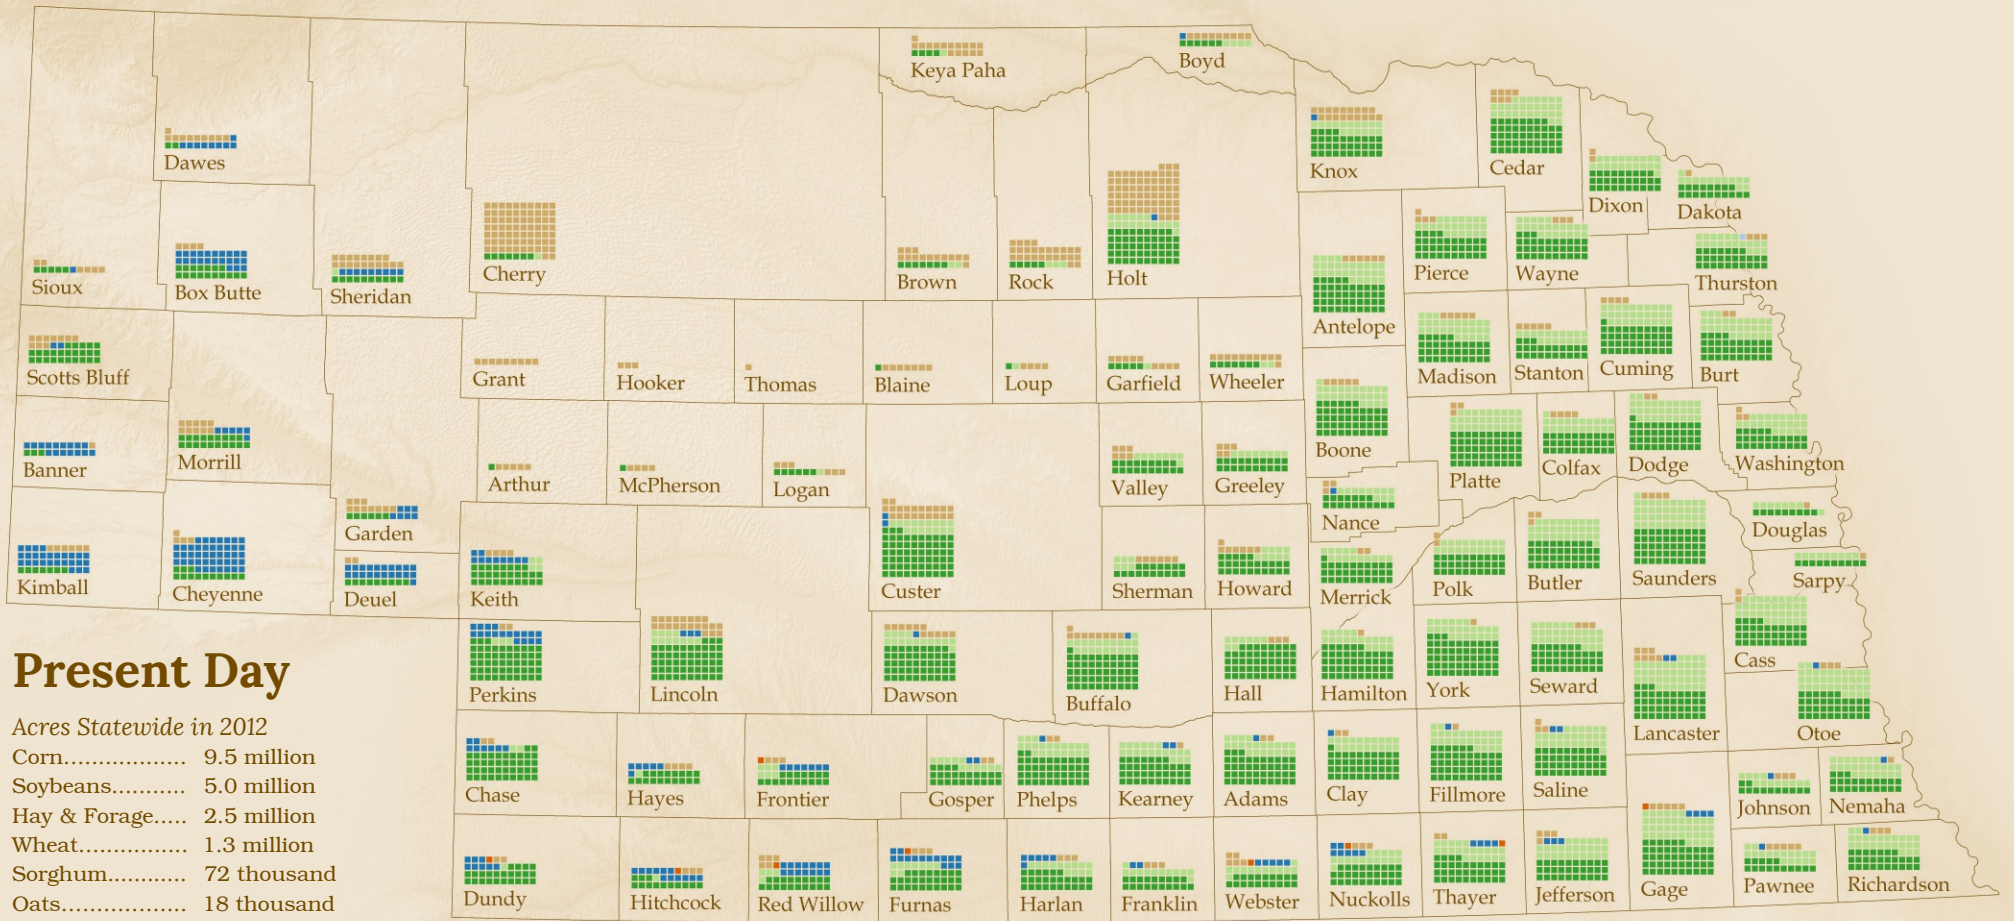 Keya Paha
Boyd
Dawes
Knox
Cedar
Dixon
Dakota
Sioux
Box Butte
Sheridan
Cherry
Brown
Rock
Holt
Pierce
Wayne
Thurston
Antelope
Scotts Bluff
Grant
Hooker
Thomas
Blaine
Loup
Garfield
Wheeler
Madison
Stanton
Cuming
Burt
Banner
Morrill
Arthur
McPherson
Logan
Valley
Greeley
Boone
Platte
Colfax
Dodge
Washington
Nance
Kimball
Cheyenne
Garden
Deuel
Keith
Custer
Sherman
Howard
Merrick
Polk
Butler
Saunders
Douglas
Sarpy
Perkins
Lincoln
Dawson
Buffalo
Hall
Hamilton
York
Seward
Cass
Lancaster
Otoe
Chase
Hayes
Frontier
Gosper
Phelps
Kearney
Adams
Clay
Fillmore
Saline
Johnson
Nemaha
Dundy
Hitchcock
Red Willow
Furnas
Harlan
Franklin
Webster
Nuckolls
Thayer
Jefferson
Gage
Pawnee
Richardson
Present Day
Acres Statewide in 2012
Corn................. 9.5 million
Soybeans........... 5.0 million
Hay & Forage..... 2.5 million
Wheat................ 1.3 million
Sorghum............ 72 thousand
Oats................... 18 thousand